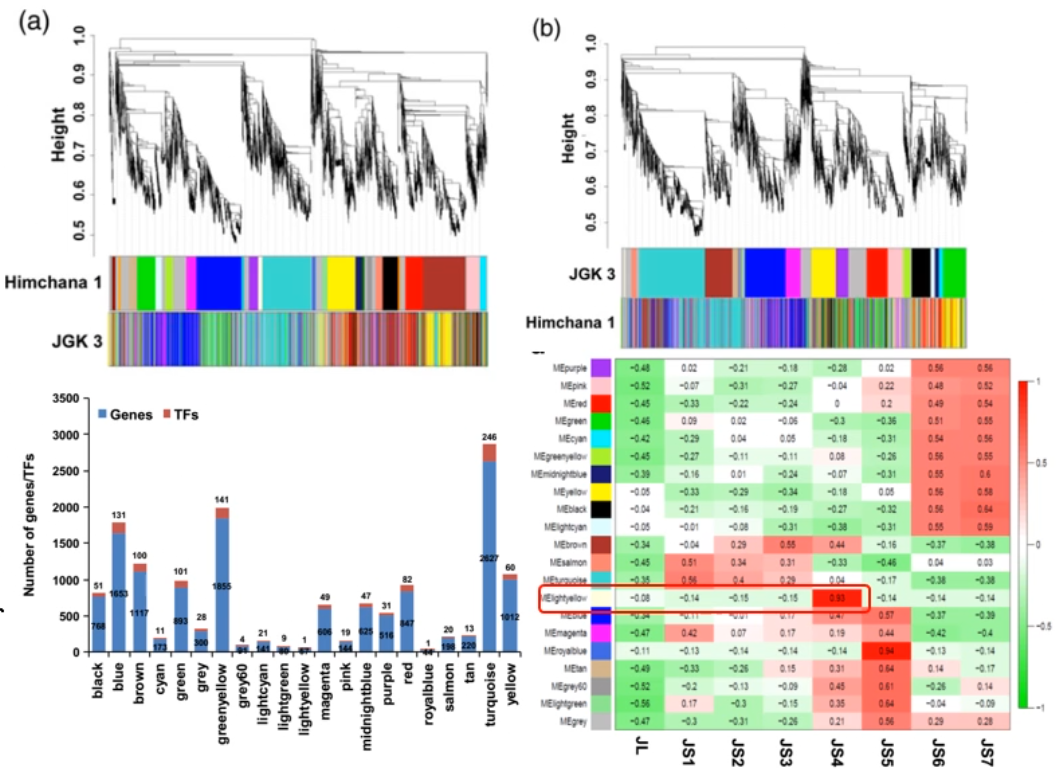 (a)
(b)
Height
1.0
0.9
0.8
0.7
0.6
0.5
Himchana 1
JGK 3
Height
1.0
0.9
0.8
0.7
0.6
0.5
JGK 3
Himchana 1
3500
3000
2500
2000
1500
1000
500
0
Number of genes/TFs
Genes TFs
51 131 100 11 101 28 141 4 21 9 1 49 19 47 31 82 1 20 13 246 60
768 1653 1117 173 893 300 1855 141 606 144 625 516 847 198 220 2627 1012
black blue brown cyan green grey greenyellow grey60 lightcyan lightgreen lightyellow magenta pink midnightblue purple red royalblue salmon tan turquoise yellow
MEpurple −0.48 0.02 −0.21 −0.18 −0.28 0.02 0.56 0.56
MEpink −0.52 −0.07 −0.31 −0.27 −0.04 0.22 0.48 0.52
MEred −0.45 −0.33 −0.22 −0.24 0 0.2 0.49 0.54
MEgreen −0.46 0.09 0.02 −0.06 −0.3 −0.36 0.51 0.55
MEcyan −0.42 −0.29 0.04 0.05 −0.18 −0.31 0.54 0.56
MEgreenyellow −0.45 −0.27 −0.11 −0.11 0.08 −0.26 0.56 0.55
MEmidnightblue −0.39 −0.16 0.01 −0.24 −0.07 −0.31 0.55 0.6
MEyellow −0.05 −0.33 −0.29 −0.34 −0.18 0.05 0.56 0.58
MEblack −0.04 −0.21 −0.16 −0.19 −0.27 −0.32 0.56 0.64
MElightcyan −0.05 −0.01 −0.08 −0.31 −0.38 −0.31 0.55 0.59
MEbrown −0.34 −0.04 0.29 0.55 0.44 −0.16 −0.37 −0.38
MEsalmon −0.45 0.51 0.34 0.31 −0.33 −0.46 0.04 0.03
MEturquoise −0.35 0.56 0.4 0.29 0.04 −0.17 −0.38 −0.38
MElightyellow −0.08 −0.14 −0.15 −0.15 0.93 −0.14 −0.14 −0.14
MEblue −0.34 −0.11 −0.01 0.17 0.47 0.57 −0.37 −0.39
MEmagenta −0.47 0.42 0.07 0.17 0.19 0.44 −0.42 −0.4
MEroyalblue −0.11 −0.13 −0.14 −0.14 −0.14 0.94 −0.13 −0.14
MEtan −0.49 −0.33 −0.26 0.15 0.31 0.64 0.14 −0.17
MEgrey60 −0.52 −0.2 −0.13 −0.09 0.45 0.61 −0.26 0.14
MElightgreen −0.56 0.17 −0.3 −0.15 0.35 0.64 −0.04 −0.09
MEgrey −0.47 −0.3 −0.31 −0.26 0.21 0.56 0.29 0.28
JL JS1 JS2 JS3 JS4 JS5 JS6 JS7
1
0.5
0
−0.5
−1